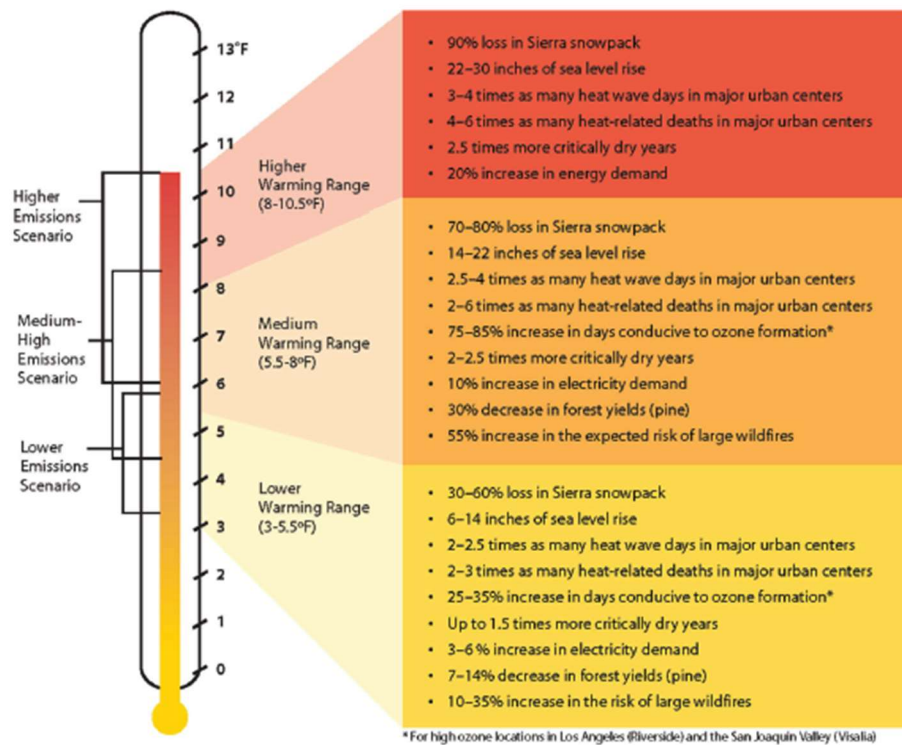 13˚F
12
11
10
9
8
7
6
5
4
3
2
1
0
Higher
Emissions
Scenario
Medium-
High
Emissions
Scenario
Lower
Emissions
Scenario
Higher
Warming Range
(8-10.5ºF)
Medium
Warming Range
(5.5-8ºF)
Lower
Warming Range
(3-5.5ºF)
• 90% loss in Sierra snowpack
• 22–30 inches of sea level rise
• 3–4 times as many heat wave days in major urban centers
• 4–6 times as many heat-related deaths in major urban centers
• 2.5 times more critically dry years
• 20% increase in energy demand
• 70–80% loss in Sierra snowpack
• 14–22 inches of sea level rise
• 2.5–4 times as many heat wave days in major urban centers
• 2–6 times as many heat-related deaths in major urban centers
• 75–85% increase in days conducive to ozone formation*
• 2–2.5 times more critically dry years
• 10% increase in electricity demand
• 30% decrease in forest yields (pine)
• 55% increase in the expected risk of large wildfires
• 30–60% loss in Sierra snowpack
• 6–14 inches of sea level rise
• 2–2.5 times as many heat wave days in major urban centers
• 2–3 times as many heat-related deaths in major urban centers
• 25–35% increase in days conducive to ozone formation*
• Up to 1.5 times more critically dry years
• 3–6 % increase in electricity demand
• 7–14% decrease in forest yields (pine)
• 10–35% increase in the risk of large wildfires
* For high ozone locations in Los Angeles (Riverside) and the San Joaquin Valley (Visalia)